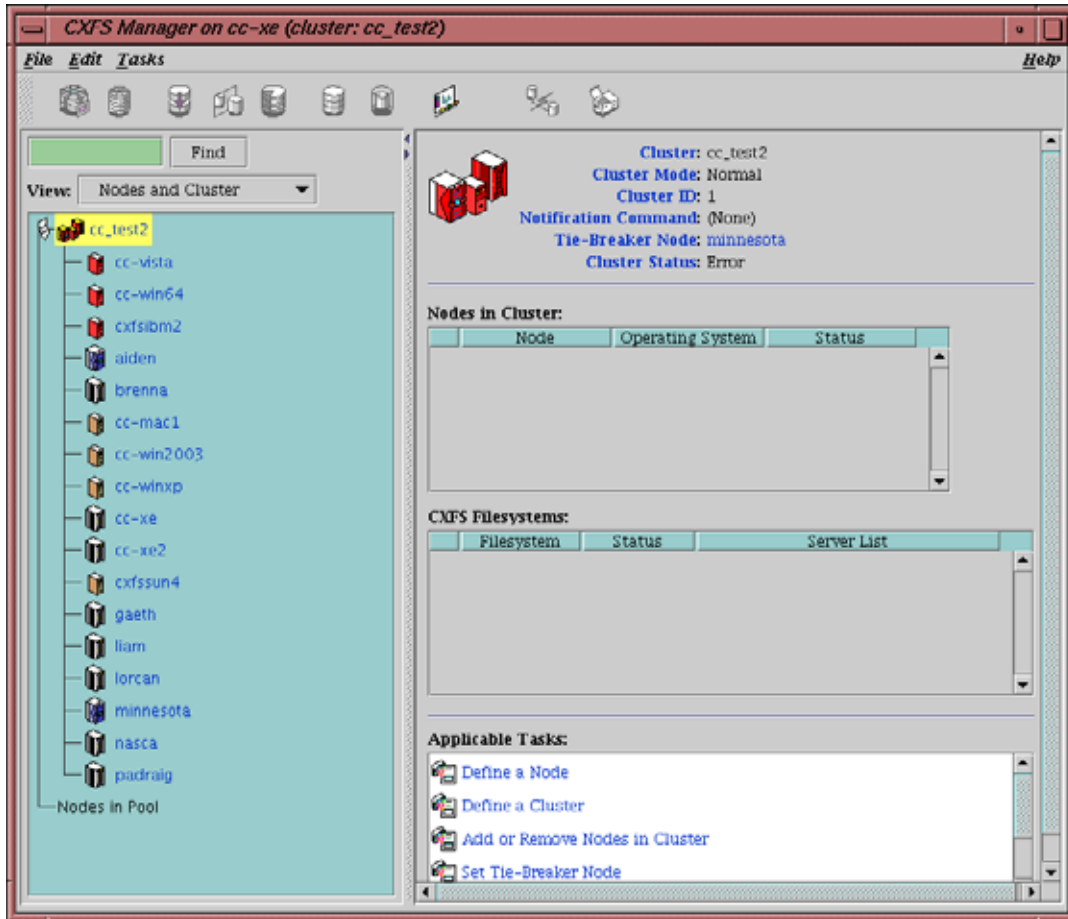 CXFS Manager on cc-xe (cluster: cc_test2)
File Edit Tasks Help
Find
View: Nodes and Cluster
cc_test2
cc-vista
cc-win64
cxfsibm2
aiden
brenna
cc-mac1
cc-win2003
cc-winxp
cc-xe
cc-xe2
cxfssun4
gaeth
liam
lorcan
minnesota
nasca
padraig
Nodes in Pool
Cluster: cc_test2
Cluster Mode: Normal
Cluster ID: 1
Notification Command: (None)
Tie-Breaker Node: minnesota
Cluster Status: Error
Nodes in Cluster:
Node Operating System Status
CXFS Filesystems:
Filesystem Status Server List
Applicable Tasks:
Define a Node
Define a Cluster
Add or Remove Nodes in Cluster
Set Tie-Breaker Node